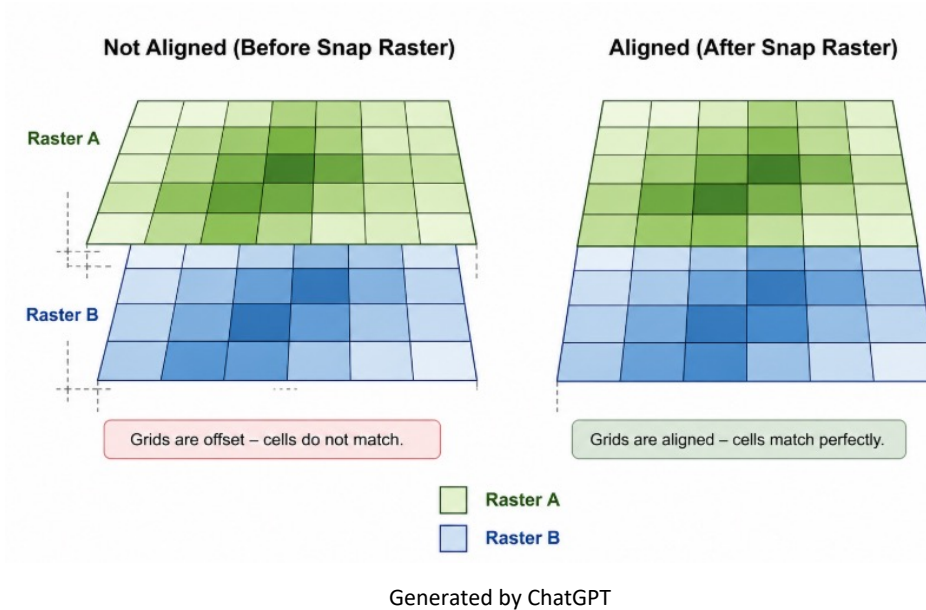 Not Aligned (Before Snap Raster)
Aligned (After Snap Raster)
Raster A
Raster B
Grids are offset – cells do not match.
Grids are aligned – cells match perfectly.
Raster A
Raster B
Generated by ChatGPT